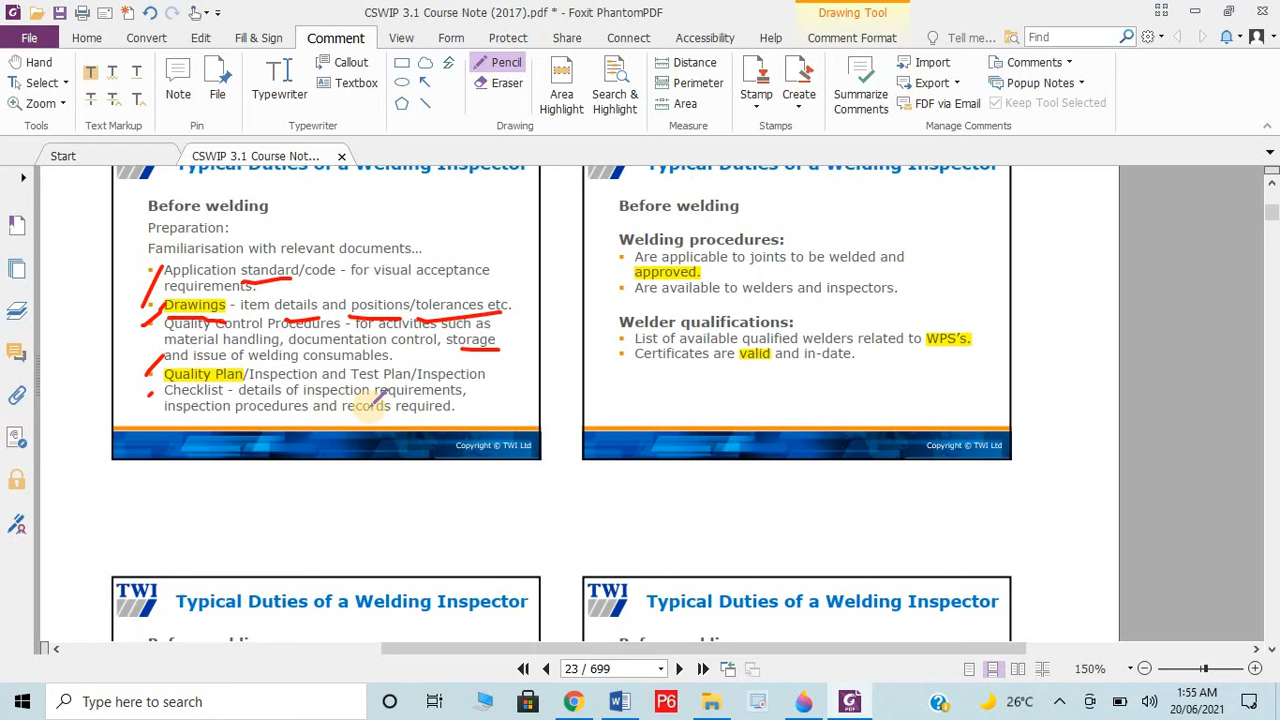 CSWIP 3.1 Course Note (2017).pdf * - Foxit PhantomPDF
Drawing Tool
File Home Convert Edit Fill & Sign Comment View Form Protect Share Connect Accessibility Help Comment Format Tell me... Find
Hand
Select
Zoom
Tools
Text Markup
Note
File
Pin
Typewriter
Callout
Textbox
Typewriter
Pencil
Eraser
Area Highlight
Search & Highlight
Drawing
Distance
Perimeter
Area
Measure
Stamp
Create
Stamps
Summarize Comments
Import
Export
FDF via Email
Comments
Popup Notes
Keep Tool Selected
Manage Comments
Start
CSWIP 3.1 Course Not...
Typical Duties of a Welding Inspector
Before welding
Preparation:
Familiarisation with relevant documents...
Application standard/code - for visual acceptance
requirements.
Drawings - item details and positions/tolerances etc.
Quality Control Procedures - for activities such as
material handling, documentation control, storage
and issue of welding consumables.
Quality Plan/Inspection and Test Plan/Inspection
Checklist - details of inspection requirements,
inspection procedures and records required.
Copyright © TWI Ltd
Typical Duties of a Welding Inspector
Before welding
Welding procedures:
Are applicable to joints to be welded and
approved.
Are available to welders and inspectors.
Welder qualifications:
List of available qualified welders related to WPS's.
Certificates are valid and in-date.
Copyright © TWI Ltd
TWI
Typical Duties of a Welding Inspector
Before welding
TWI
Typical Duties of a Welding Inspector
Before welding
23 / 699
150%
Type here to search
P6
26°C
1:55 AM
20/06/2021